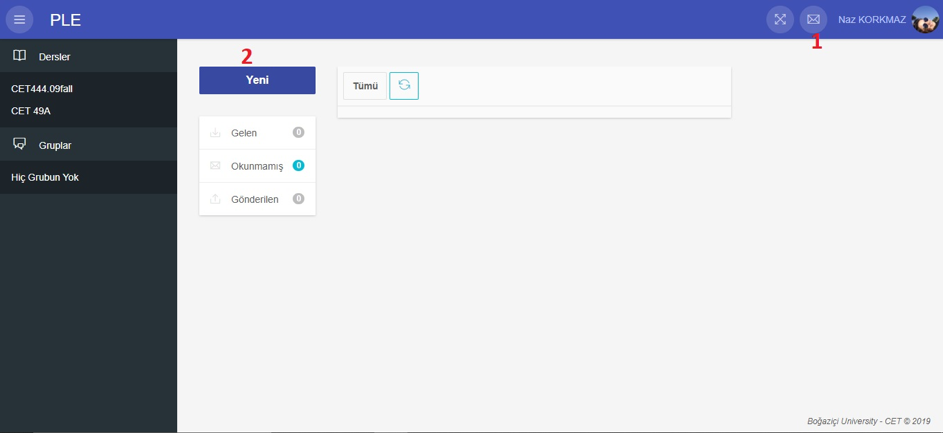 PLE
1
Naz KORKMAZ
Dersler
CET444.09fall
CET 49A
Gruplar
Hiç Grubun Yok
2
Yeni
Gelen 0
Okunmamış 0
Gönderilen 0
Tümü
Boğaziçi University - CET © 2019